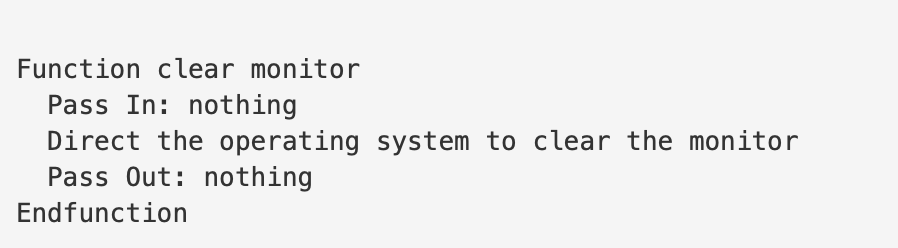 Function clear monitor
  Pass In: nothing
  Direct the operating system to clear the monitor
  Pass Out: nothing
Endfunction